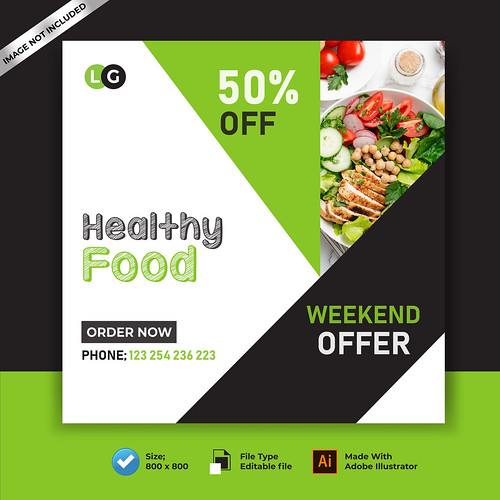 IMAGE NOT INCLUDED
LG
50%
OFF
Healthy
Food
WEEKEND
OFFER
ORDER NOW
PHONE; 123 254 236 223
Size;
800 x 800
File Type
Editable file
Ai
Made With
Adobe Illustrator